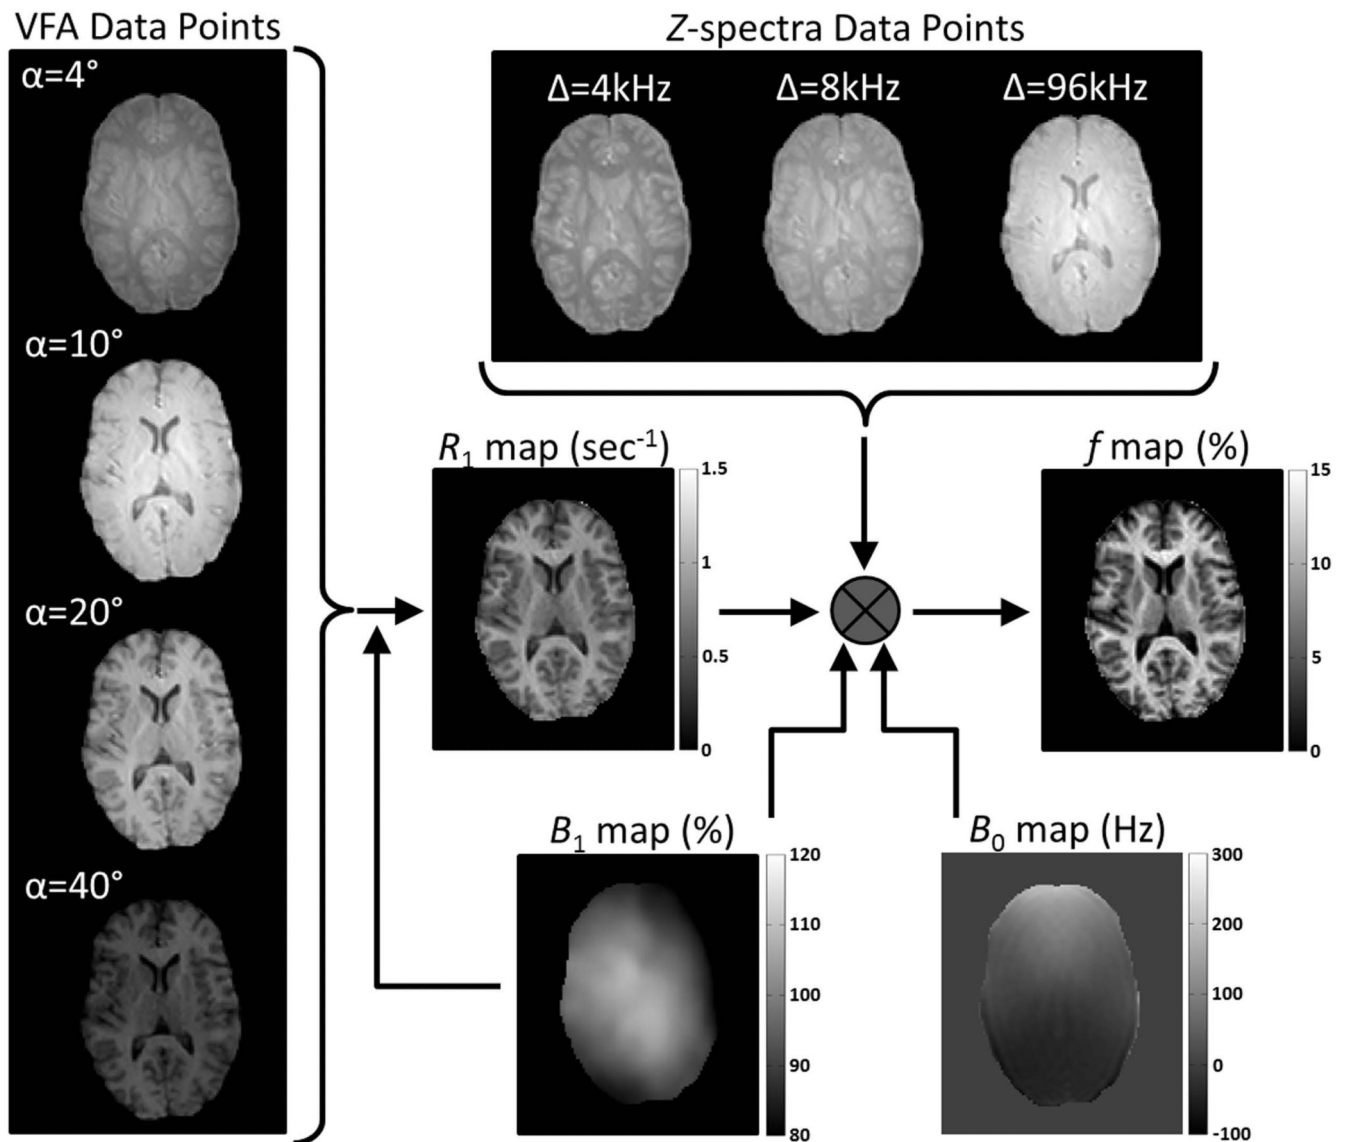 VFA Data Points
α=4°
α=10°
α=20°
α=40°
Z-spectra Data Points
Δ=4kHz
Δ=8kHz
Δ=96kHz
R₁ map (sec⁻¹)
1.5
1
0.5
0
f map (%)
15
10
5
0
B₁ map (%)
120
110
100
90
80
B₀ map (Hz)
300
200
100
0
-100